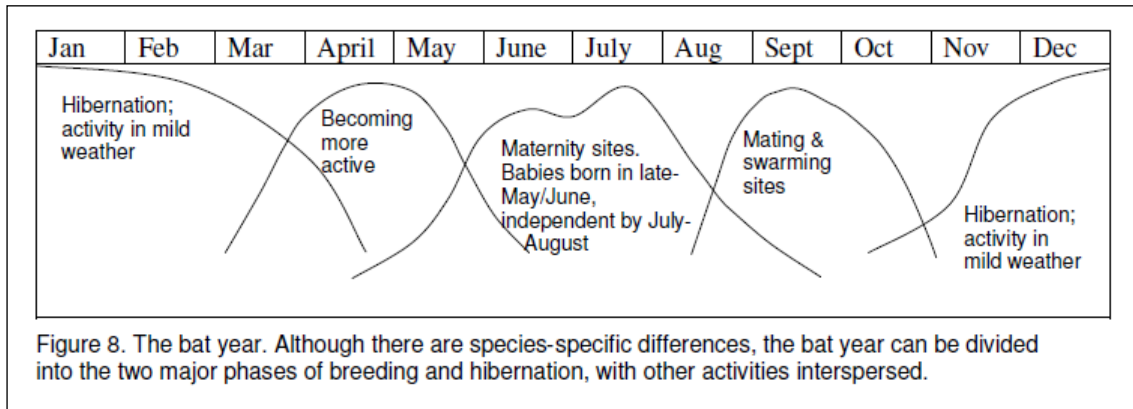 Jan Feb Mar April May June July Aug Sept Oct Nov Dec
Hibernation;
activity in mild
weather
Becoming
more
active
Maternity sites.
Babies born in late-
May/June,
independent by July-
August
Mating &
swarming
sites
Hibernation;
activity in
mild weather
Figure 8. The bat year. Although there are species-specific differences, the bat year can be divided
into the two major phases of breeding and hibernation, with other activities interspersed.